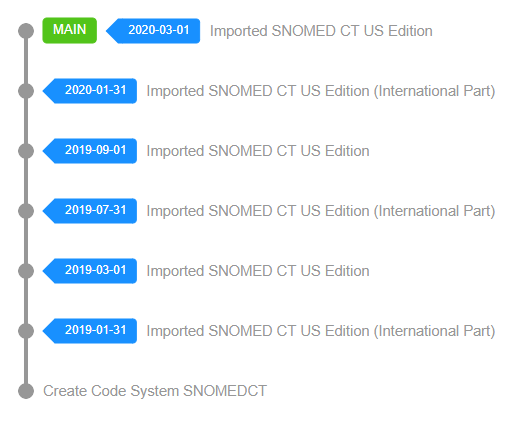 MAIN 2020-03-01 Imported SNOMED CT US Edition
2020-01-31 Imported SNOMED CT US Edition (International Part)
2019-09-01 Imported SNOMED CT US Edition
2019-07-31 Imported SNOMED CT US Edition (International Part)
2019-03-01 Imported SNOMED CT US Edition
2019-01-31 Imported SNOMED CT US Edition (International Part)
Create Code System SNOMEDCT